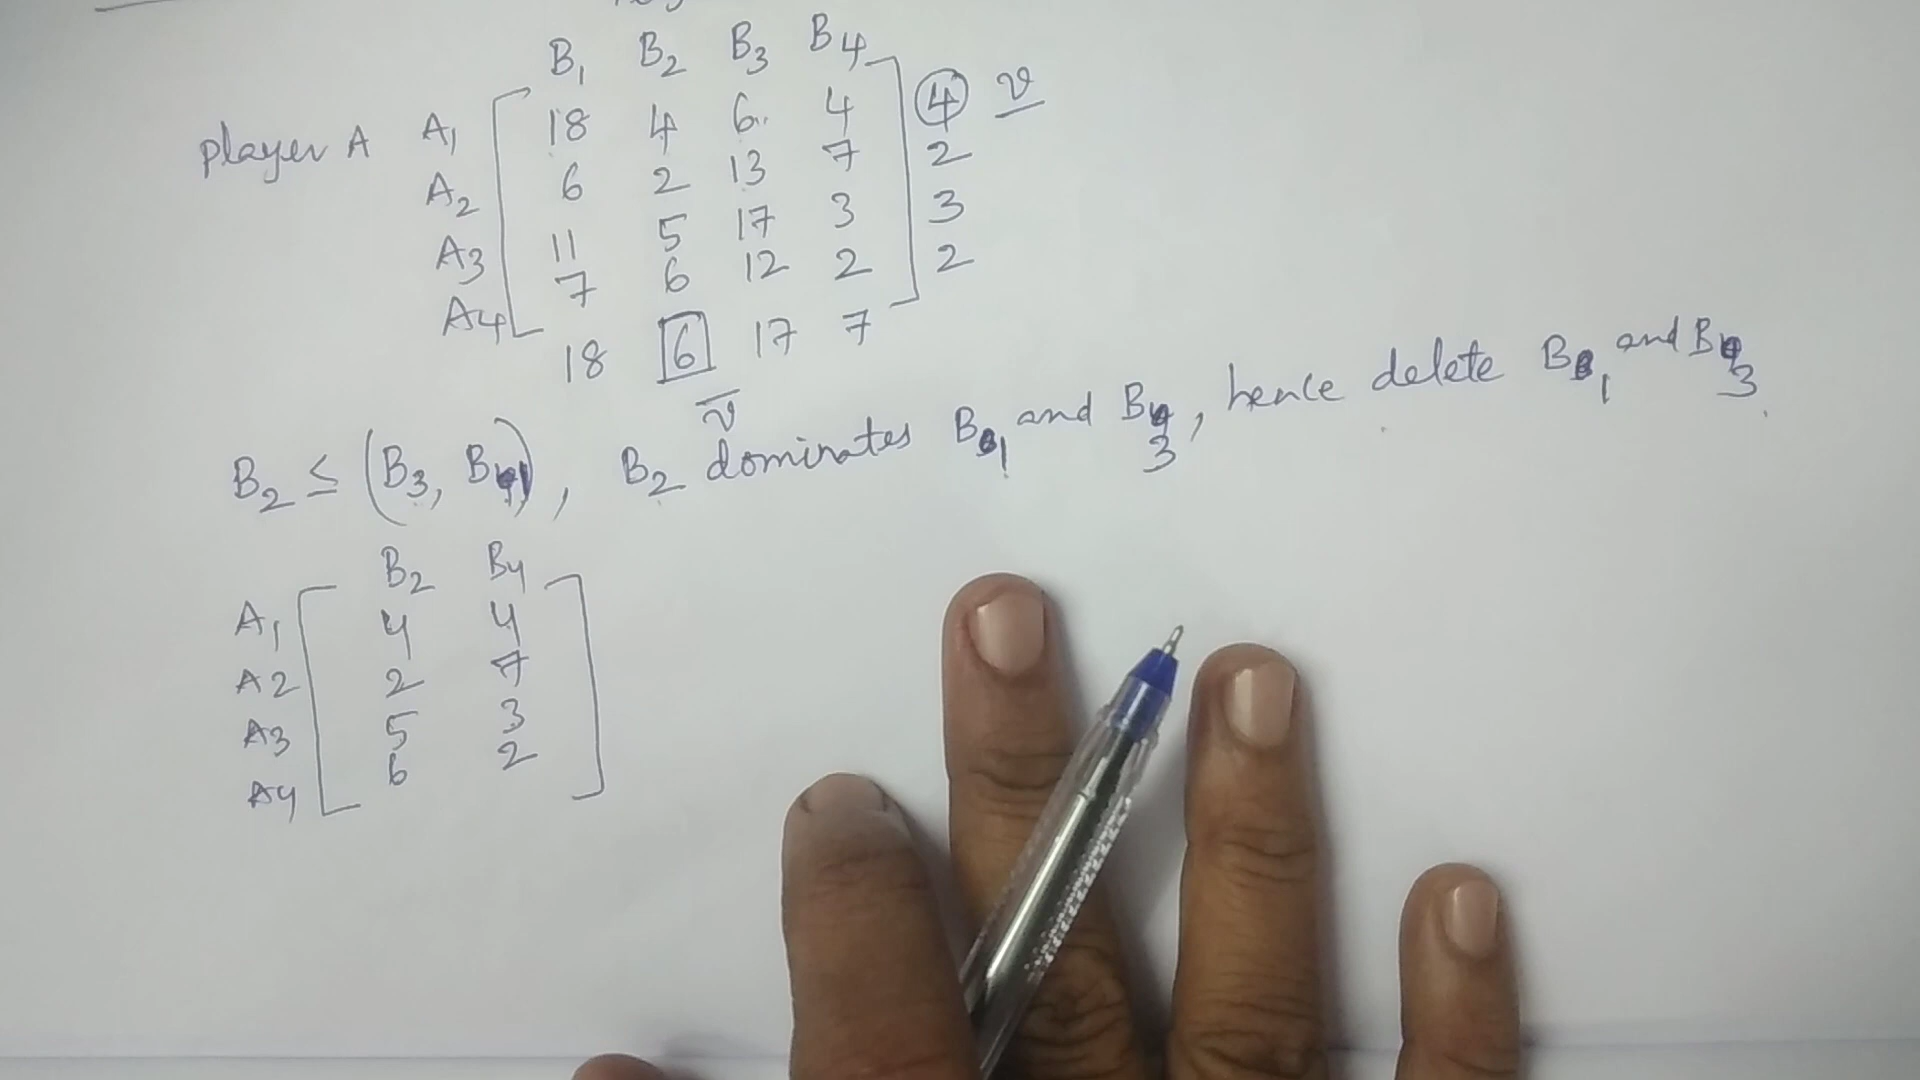 B1 B2 B3 B4
player A A1 18 4 6 4 4 v
A2 6 2 13 7 2
A3 11 5 17 3 3
A4 7 6 12 2 2
18 6 17 7
v
B2 ≤ (B3, B1), B2 dominates B1 and B3, hence delete B1 and B3.
B2 B4
A1 4 4
A2 2 7
A3 5 3
A4 6 2